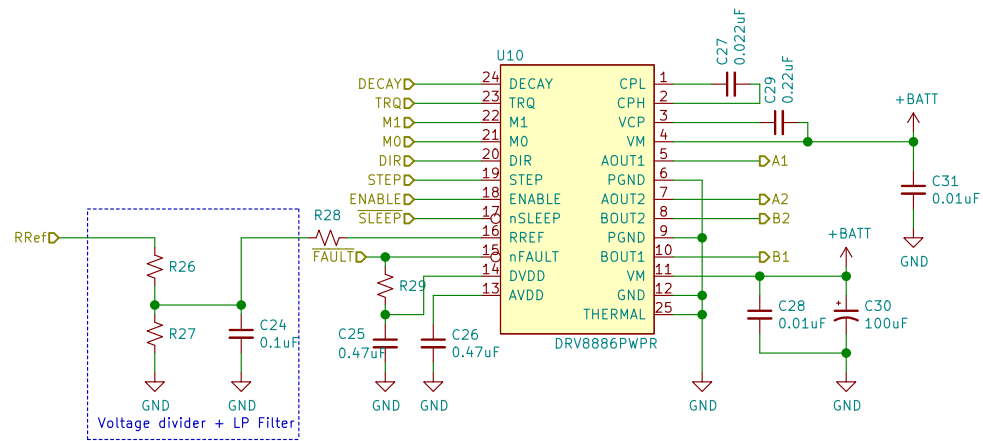 U10
C27
0.022uF
C29
0.22uF
+BATT
DECAY
24
DECAY
CPL
1
TRQ
23
TRQ
CPH
2
M1
22
M1
VCP
3
M0
21
M0
VM
4
DIR
20
DIR
AOUT1
5
A1
STEP
19
STEP
PGND
6
C31
0.01uF
ENABLE
18
ENABLE
AOUT2
7
A2
SLEEP
17
nSLEEP
BOUT2
8
B2
RRef
R28
16
RREF
PGND
9
+BATT
FAULT
15
nFAULT
BOUT1
10
B1
GND
R26
14
DVDD
VM
11
R29
13
AVDD
GND
12
THERMAL
25
C28
0.01uF
C30
100uF
R27
C24
0.1uF
C25
0.47uF
C26
0.47uF
DRV8886PWPR
GND
GND
GND
GND
GND
GND
Voltage divider + LP Filter